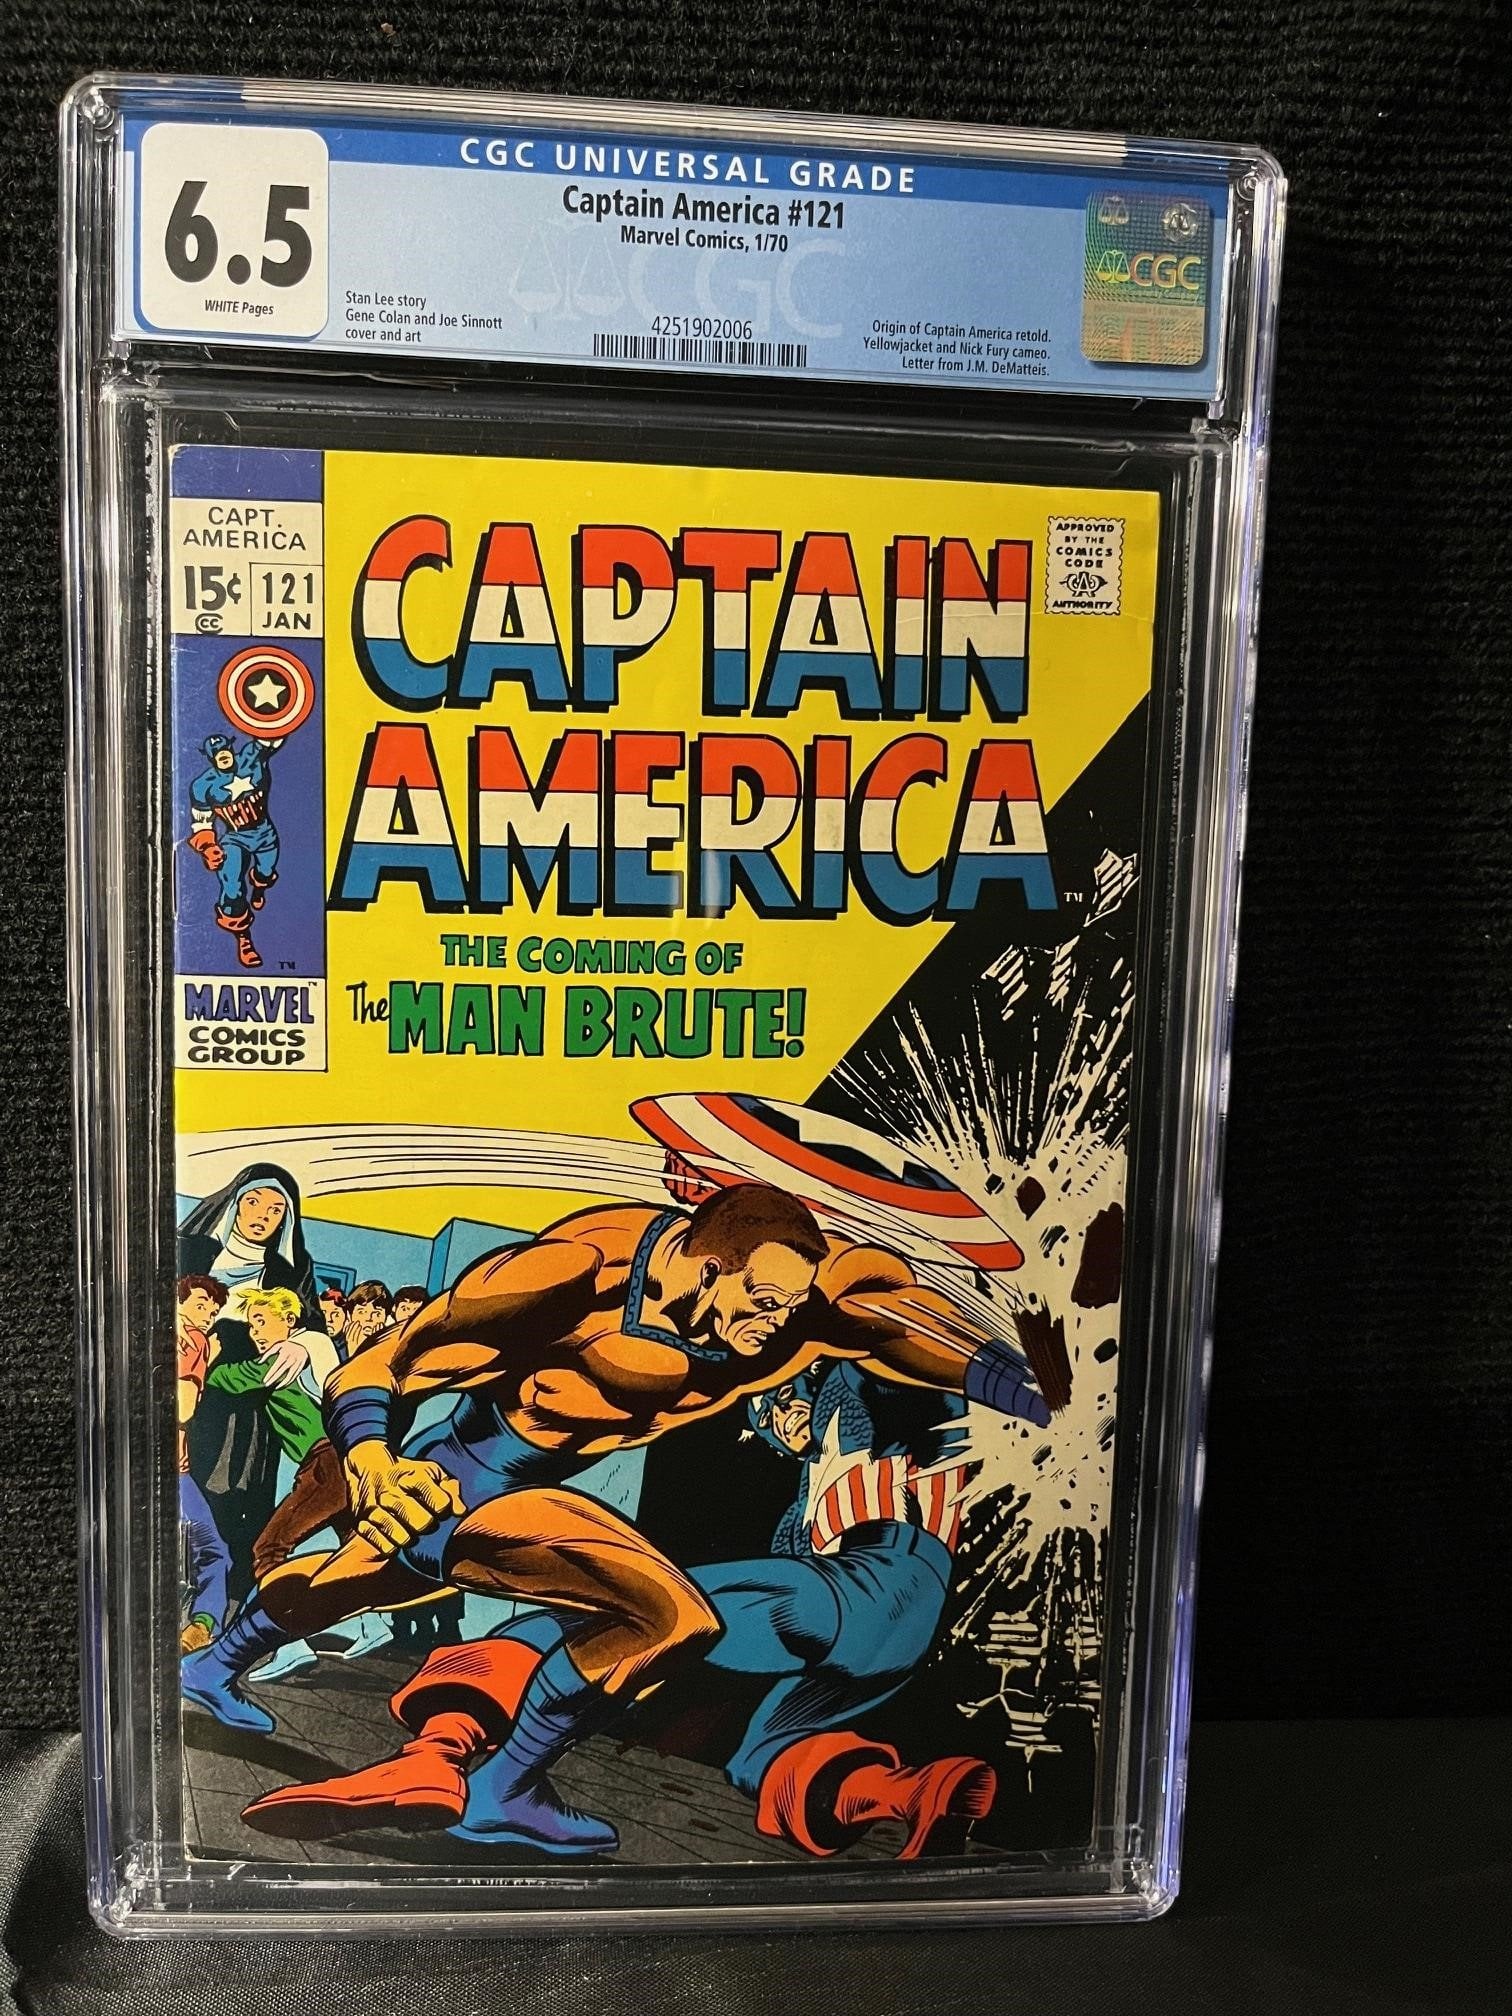 CGC UNIVERSAL GRADE
6.5
WHITE Pages
Captain America #121
Marvel Comics, 1/70
Stan Lee story
Gene Colan and Joe Sinnott
cover and art
4251902006
Origin of Captain America retold.
Yellowjacket and Nick Fury cameo.
Letter from J.M. DeMatteis.
CGC
CGC
CAPT.
AMERICA
15¢
CC
121
JAN
TM
MARVEL
COMICS
GROUP
CAPTAIN
AMERICA
TM
APPROVED
BY THE
COMICS
CODE
CA
AUTHORITY
THE COMING OF
The MAN BRUTE!